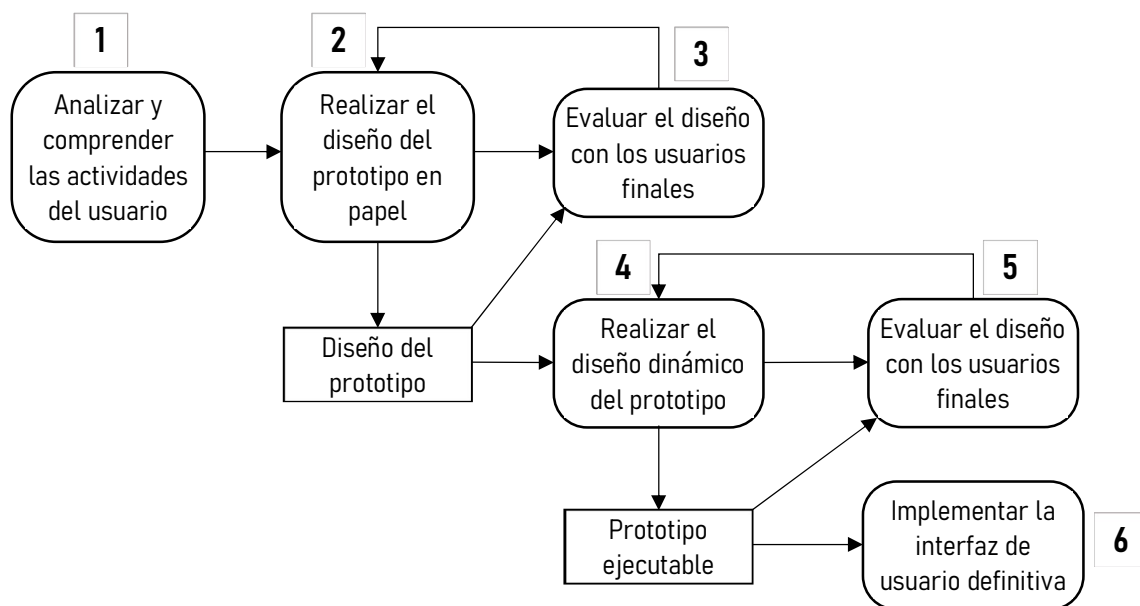 1
Analizar y
comprender
las actividades
del usuario
2
Realizar el
diseño del
prototipo en
papel
3
Evaluar el diseño
con los usuarios
finales
Diseño del
prototipo
4
Realizar el
diseño dinámico
del prototipo
5
Evaluar el diseño
con los usuarios
finales
Prototipo
ejecutable
Implementar la
interfaz de
usuario definitiva
6